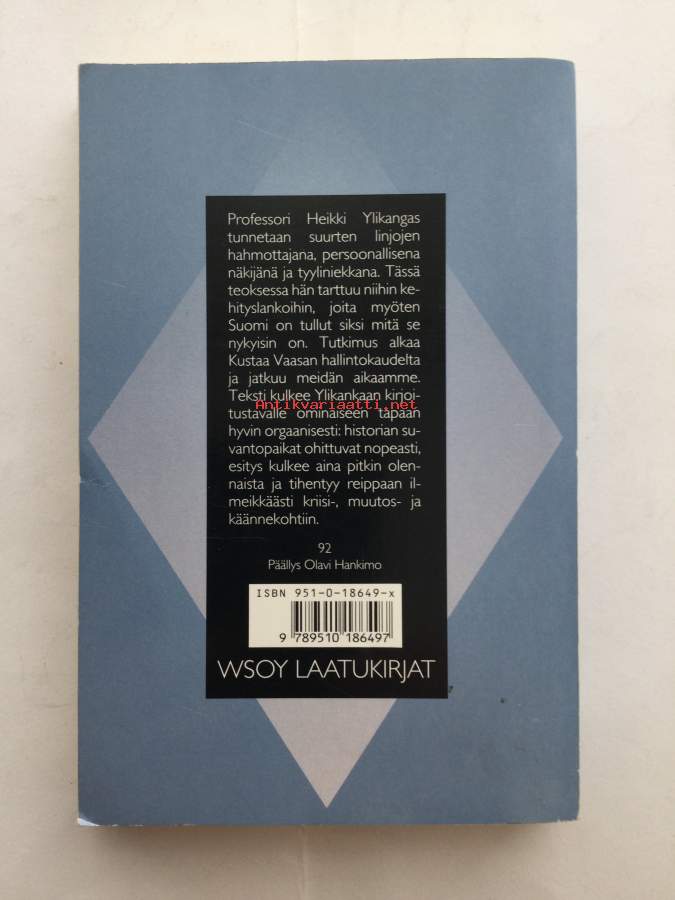 Professori Heikki Ylikangas
tunnetaan suurten linjojen
hahmottajana, persoonallisena
näkijänä ja tyyliniekkana. Tässä
teoksessa hän tarttuu niihin ke-
hityslankoihin, joita myöten
Suomi on tullut siksi mitä se
nykyisin on. Tutkimus alkaa
Kustaa Vaasan hallintokaudelta
ja jatkuu meidän aikaamme.
Teksti kulkee Ylikankaan kirjoi-
Antikvariaatti.net
tustavalle ominaiseen tapaan
hyvin orgaanisesti: historian su-
vantopaikat ohittuvat nopeasti,
esitys kulkee aina pitkin olen-
naista ja tihentyy reippaan il-
meikkäästi kriisi-, muutos- ja
käännekohtiin.
92
Päällys Olavi Hankimo
ISBN 951-0-18649-x
9 789510 186497
WSOY LAATUKIRJAT